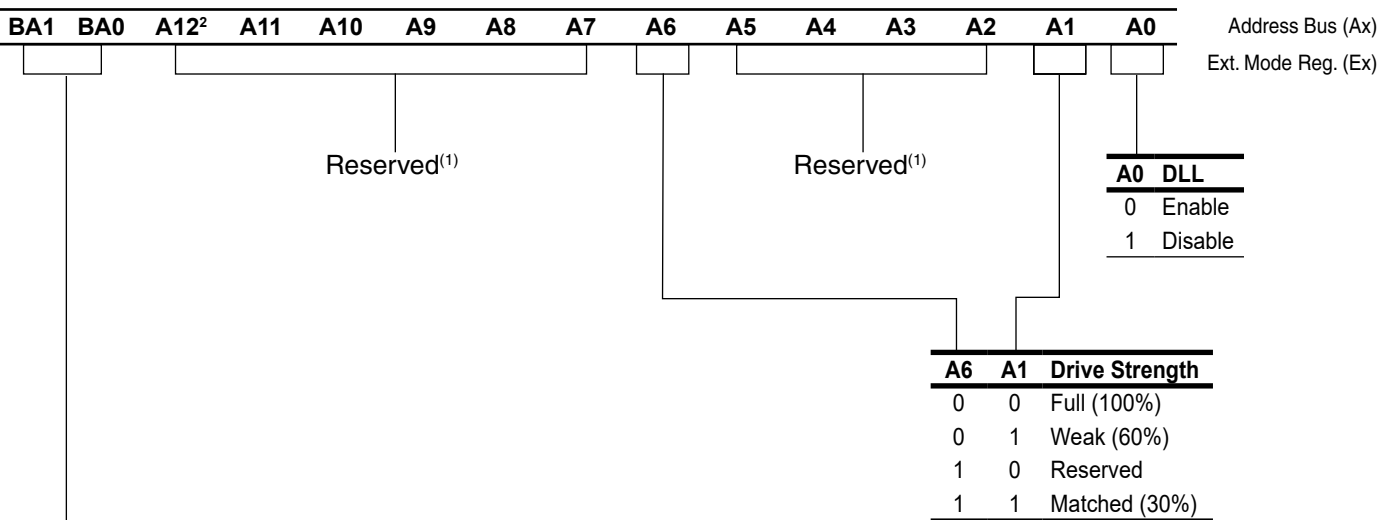 BA1 BA0 A12² A11 A10 A9 A8 A7 A6 A5 A4 A3 A2 A1 A0 Address Bus (Ax)
Ext. Mode Reg. (Ex)
Reserved⁽¹⁾ Reserved⁽¹⁾
A0 DLL
0 Enable
1 Disable
A6 A1 Drive Strength
0 0 Full (100%)
0 1 Weak (60%)
1 0 Reserved
1 1 Matched (30%)